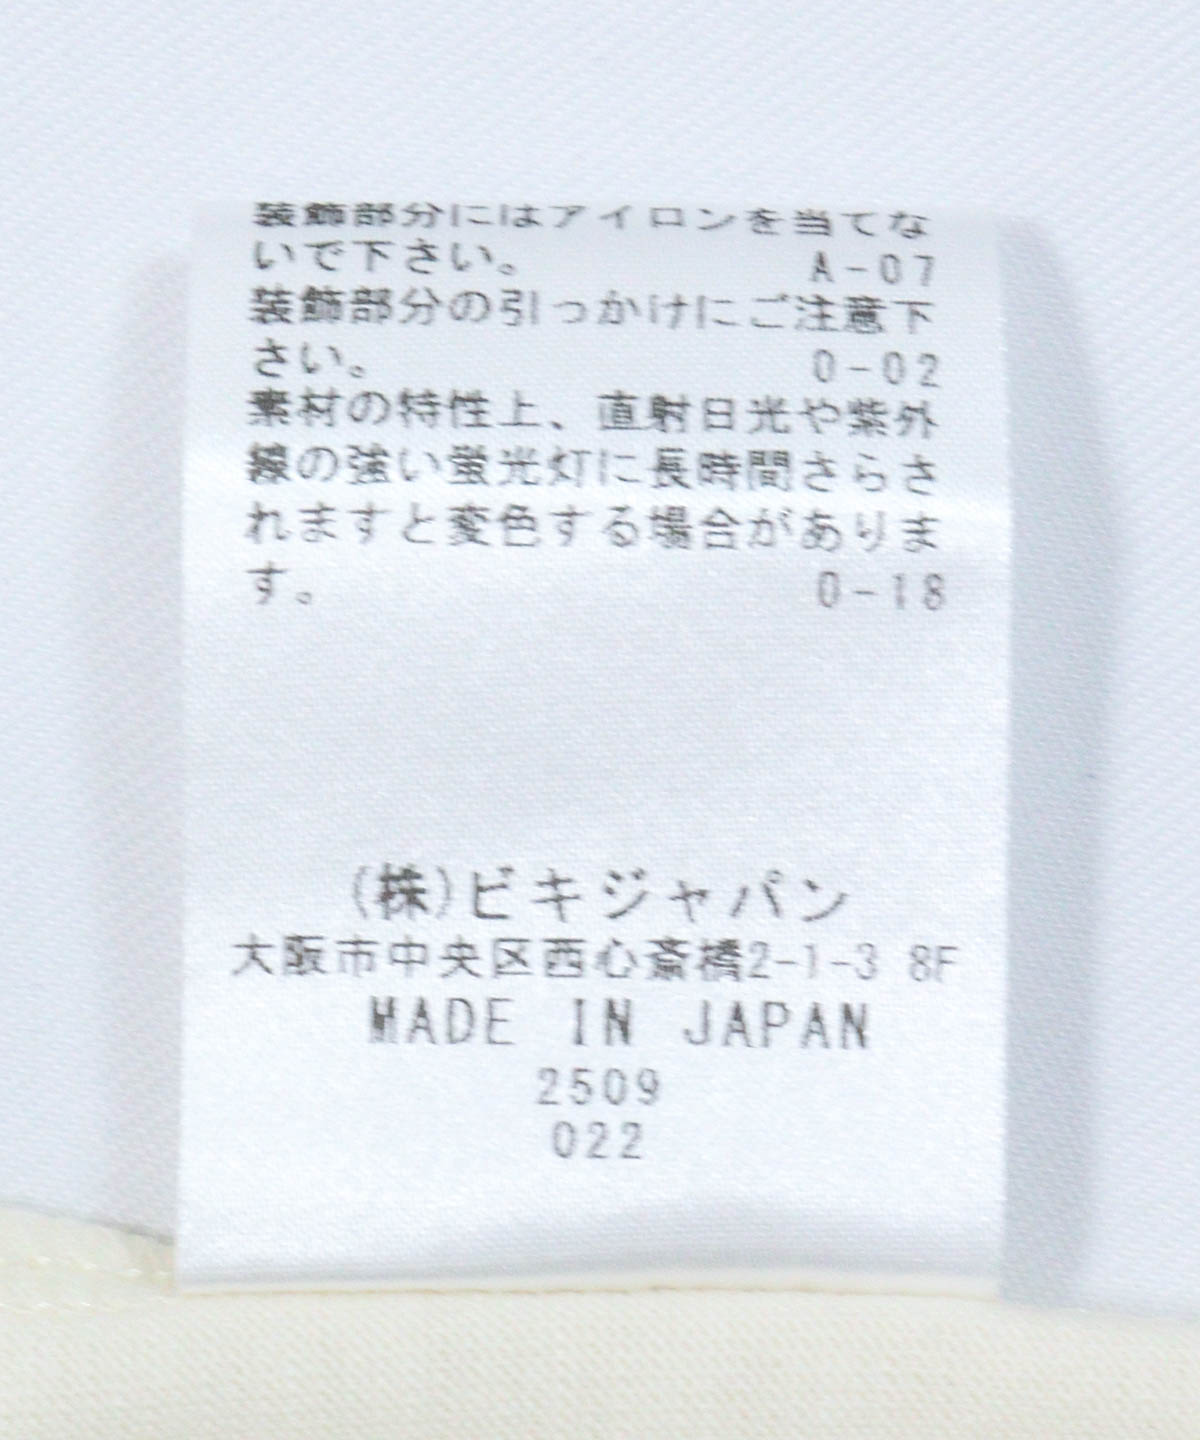 装飾部分にはアイロンを当てな
いで下さい。 A-07
装飾部分の引っかけにご注意下
さい。 0-02
素材の特性上、直射日光や紫外
線の強い蛍光灯に長時間さらさ
れますと変色する場合がありま
す。 0-18
(株)ビキジャパン
大阪市中央区西心斎橋2-1-3 8F
MADE IN JAPAN
2509
022